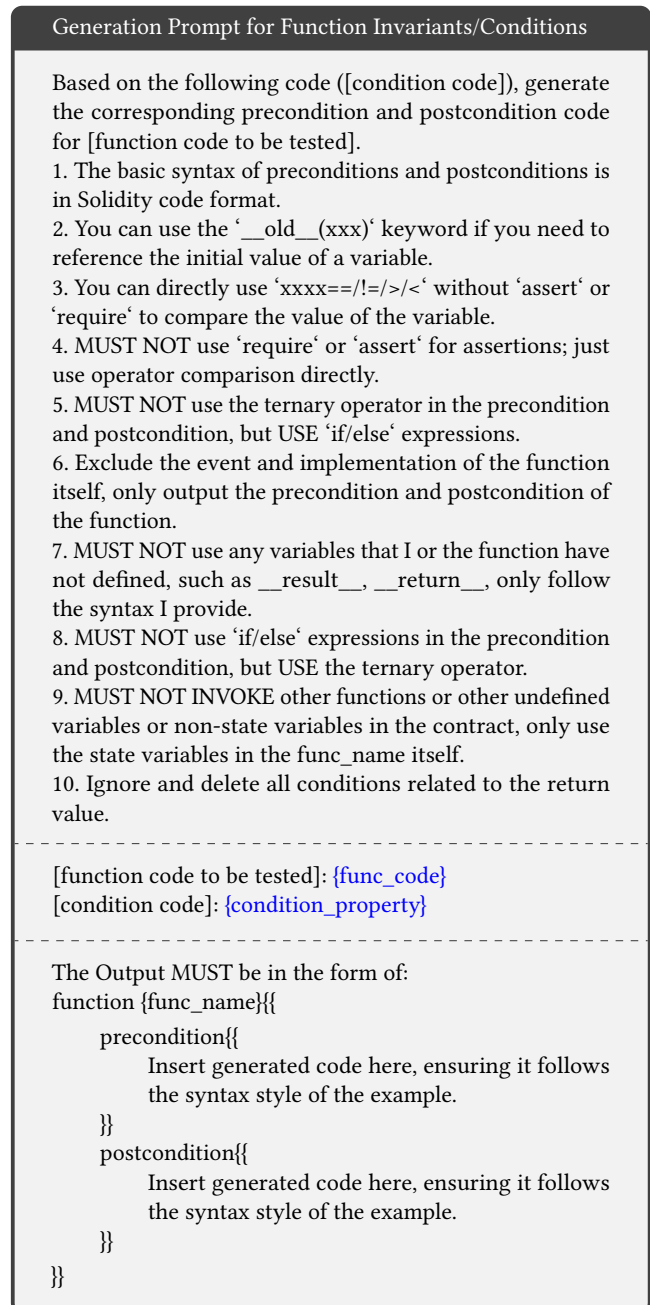 Generation Prompt for Function Invariants/Conditions
Based on the following code ([condition code]), generate
the corresponding precondition and postcondition code
for [function code to be tested].
1. The basic syntax of preconditions and postconditions is
in Solidity code format.
2. You can use the ‘__old__(xxx)‘ keyword if you need to
reference the initial value of a variable.
3. You can directly use ‘xxxx==/!=/>/<‘ without ‘assert‘ or
‘require‘ to compare the value of the variable.
4. MUST NOT use ‘require‘ or ‘assert‘ for assertions; just
use operator comparison directly.
5. MUST NOT use the ternary operator in the precondition
and postcondition, but USE ‘if/else‘ expressions.
6. Exclude the event and implementation of the function
itself, only output the precondition and postcondition of
the function.
7. MUST NOT use any variables that I or the function have
not defined, such as __result__, __return__, only follow
the syntax I provide.
8. MUST NOT use ‘if/else‘ expressions in the precondition
and postcondition, but USE the ternary operator.
9. MUST NOT INVOKE other functions or other undefined
variables or non-state variables in the contract, only use
the state variables in the func_name itself.
10. Ignore and delete all conditions related to the return
value.
[function code to be tested]: {func_code}
[condition code]: {condition_property}
The Output MUST be in the form of:
function {func_name}{{
precondition{{
Insert generated code here, ensuring it follows
the syntax style of the example.
}}
postcondition{{
Insert generated code here, ensuring it follows
the syntax style of the example.
}}
}}